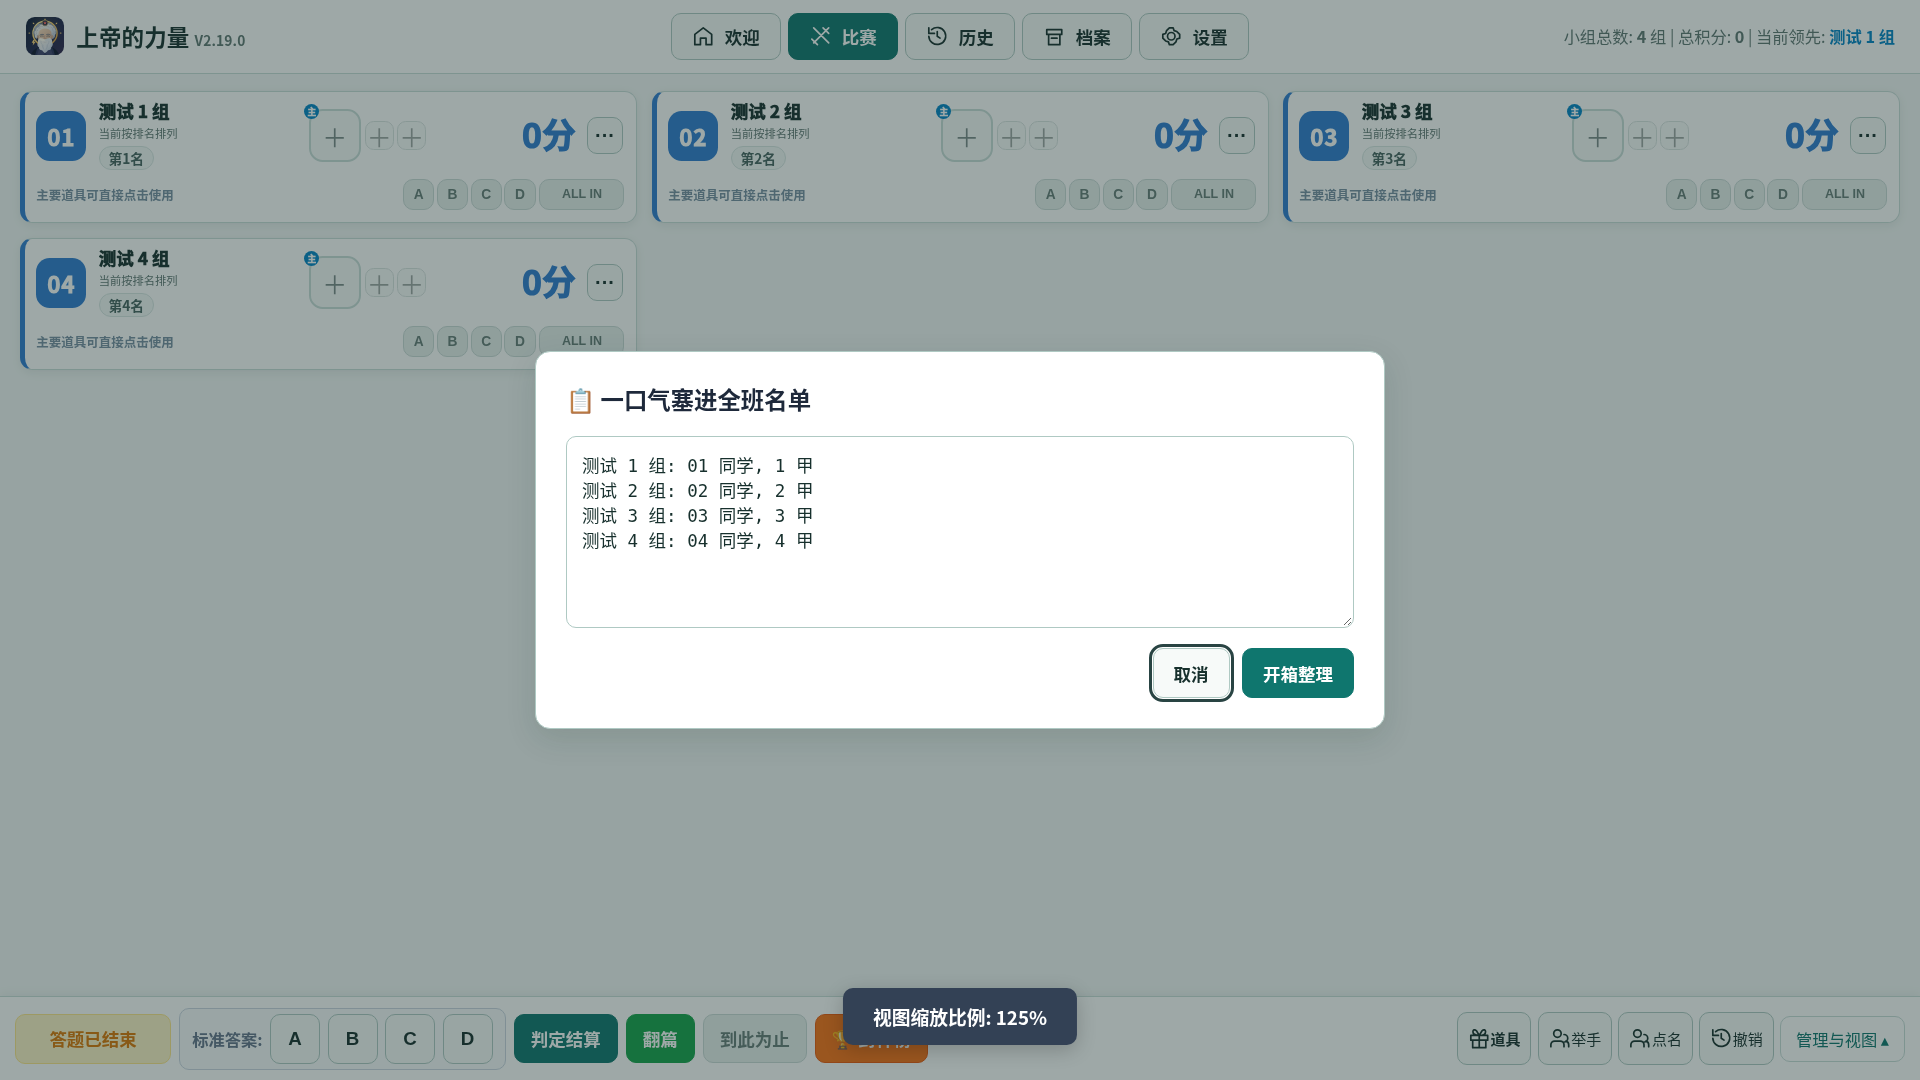 上帝的力量 V2.19.0
欢迎
比赛
历史
档案
设置
小组总数: 4 组 | 总积分: 0 | 当前领先: 测试 1 组
01
测试 1 组
当前按排名排列
第1名
主
0分
主要道具可直接点击使用
A B C D ALL IN
02
测试 2 组
当前按排名排列
第2名
主
0分
主要道具可直接点击使用
A B C D ALL IN
03
测试 3 组
当前按排名排列
第3名
主
0分
主要道具可直接点击使用
A B C D ALL IN
04
测试 4 组
当前按排名排列
第4名
主
0分
主要道具可直接点击使用
A B C D ALL IN
一口气塞进全班名单
测试 1 组: 01 同学, 1 甲
测试 2 组: 02 同学, 2 甲
测试 3 组: 03 同学, 3 甲
测试 4 组: 04 同学, 4 甲
取消
开箱整理
视图缩放比例: 125%
答题已结束
标准答案: A B C D
判定结算
翻篇
到此为止
道具
举手
点名
撤销
管理与视图 ▴